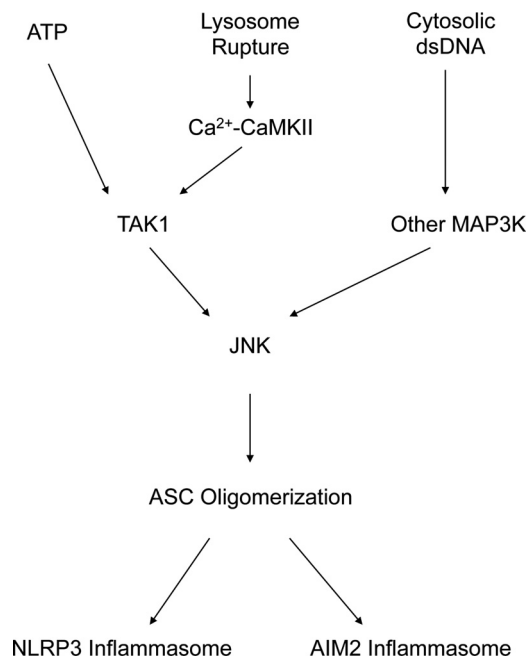 ATP
Lysosome
Rupture
Cytosolic
dsDNA
Ca²⁺-CaMKII
TAK1
Other MAP3K
JNK
ASC Oligomerization
NLRP3 Inflammasome
AIM2 Inflammasome